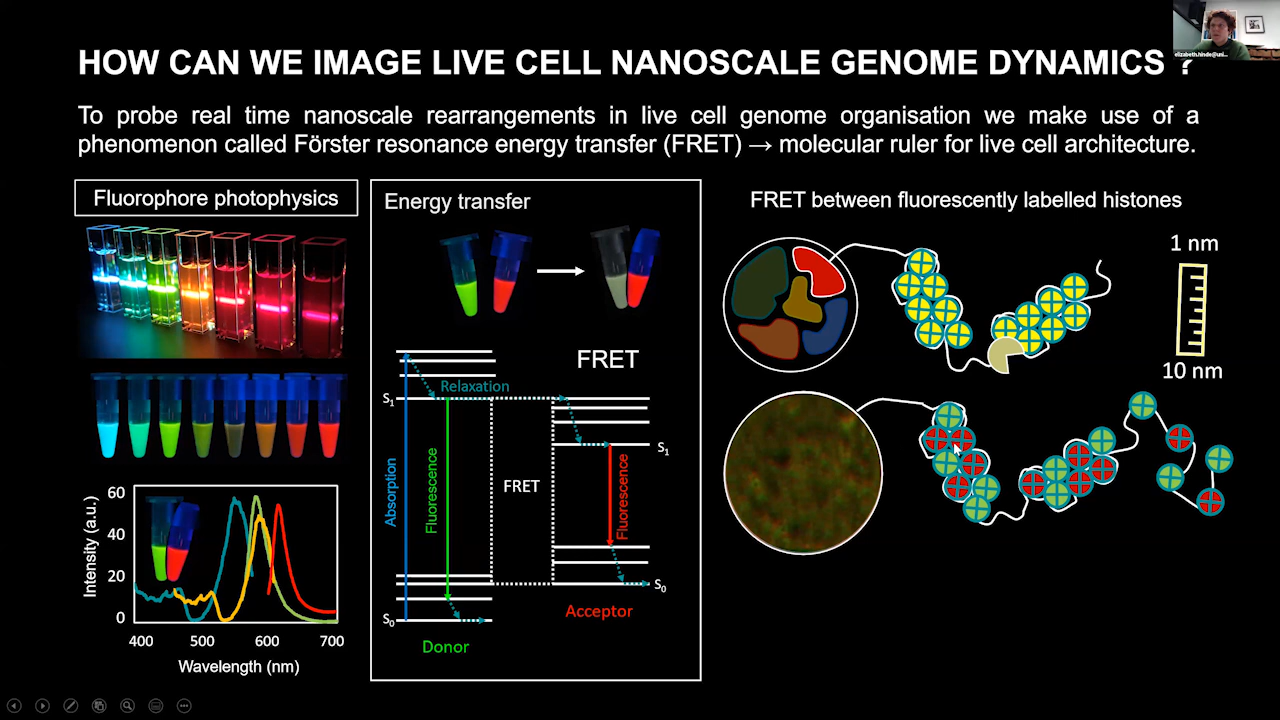 elizabeth.hinde@uni...
HOW CAN WE IMAGE LIVE CELL NANOSCALE GENOME DYNAMICS ?
To probe real time nanoscale rearrangements in live cell genome organisation we make use of a
phenomenon called Förster resonance energy transfer (FRET) → molecular ruler for live cell architecture.
Fluorophore photophysics
Intensity (a.u.)
60
40
20
0
400
500
600
700
Wavelength (nm)
Energy transfer
FRET
Relaxation
S1
Absorption
Fluorescence
FRET
Fluorescence
S1
S0
S0
Donor
Acceptor
FRET between fluorescently labelled histones
1 nm
10 nm